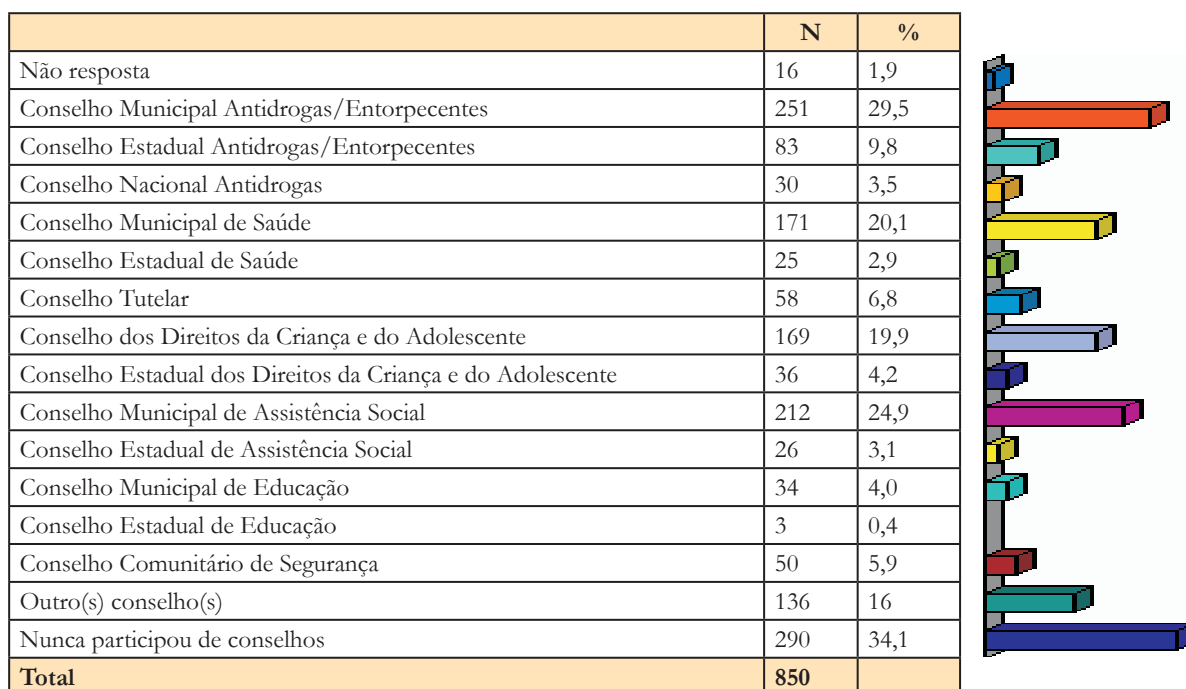 N %
Não resposta 16 1,9
Conselho Municipal Antidrogas/Entorpecentes 251 29,5
Conselho Estadual Antidrogas/Entorpecentes 83 9,8
Conselho Nacional Antidrogas 30 3,5
Conselho Municipal de Saúde 171 20,1
Conselho Estadual de Saúde 25 2,9
Conselho Tutelar 58 6,8
Conselho dos Direitos da Criança e do Adolescente 169 19,9
Conselho Estadual dos Direitos da Criança e do Adolescente 36 4,2
Conselho Municipal de Assistência Social 212 24,9
Conselho Estadual de Assistência Social 26 3,1
Conselho Municipal de Educação 34 4,0
Conselho Estadual de Educação 3 0,4
Conselho Comunitário de Segurança 50 5,9
Outro(s) conselho(s) 136 16
Nunca participou de conselhos 290 34,1
Total 850